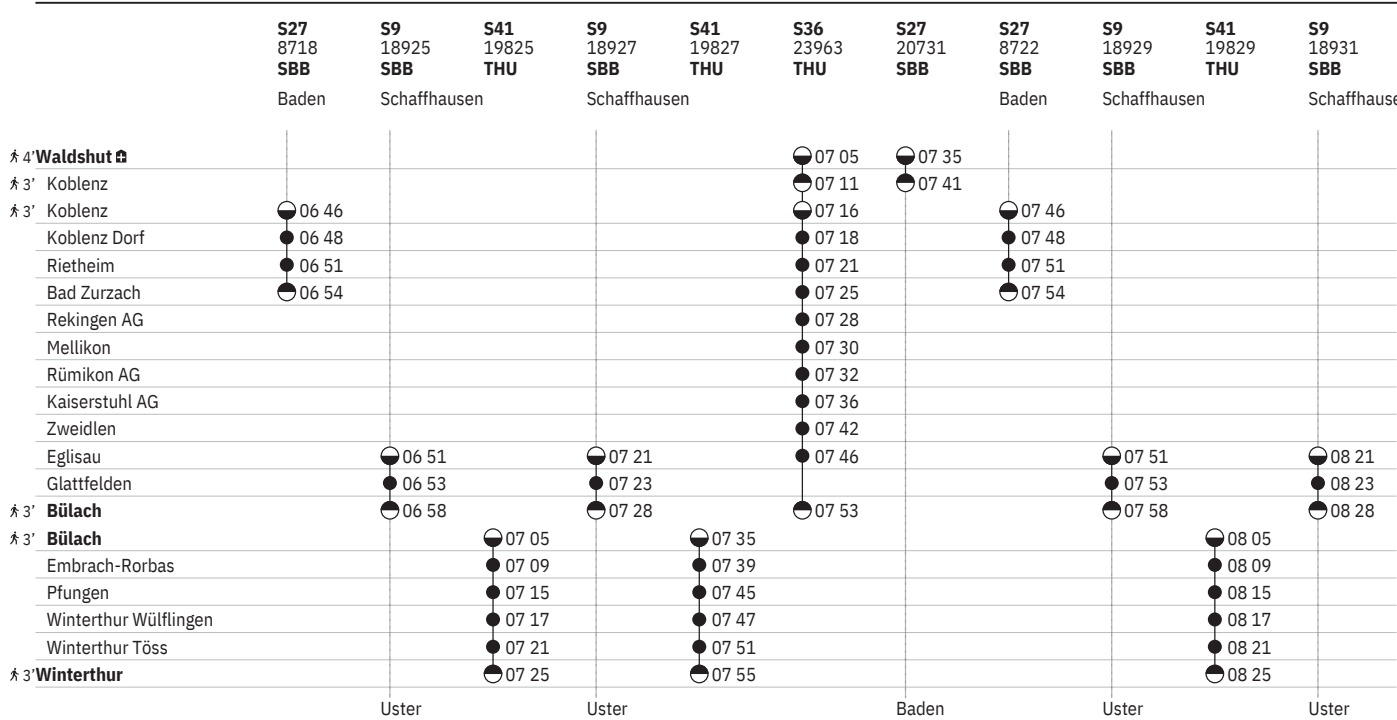 S27 S9 S41 S9 S41 S36 S27 S27 S9 S41 S9
8718 18925 19825 18927 19827 23963 20731 8722 18929 19829 18931
SBB SBB THU SBB THU THU SBB SBB SBB THU SBB
Baden Schaffhausen Schaffhausen Baden Schaffhausen Schaffhause
4' Waldshut 07 05 07 35
3' Koblenz 07 11 07 41
3' Koblenz 06 46 07 16 07 46
Koblenz Dorf 06 48 07 18 07 48
Rietheim 06 51 07 21 07 51
Bad Zurzach 06 54 07 25 07 54
Rekingen AG 07 28
Mellikon 07 30
Rümikon AG 07 32
Kaiserstuhl AG 07 36
Zweidlen 07 42
Eglisau 06 51 07 21 07 46 07 51 08 21
Glattfelden 06 53 07 23 07 53 08 23
3' Bülach 06 58 07 28 07 53 07 58 08 28
3' Bülach 07 05 07 35 08 05
Embrach-Rorbas 07 09 07 39 08 09
Pfungen 07 15 07 45 08 15
Winterthur Wülflingen 07 17 07 47 08 17
Winterthur Töss 07 21 07 51 08 21
3' Winterthur 07 25 07 55 08 25
Uster Uster Baden Uster Uster